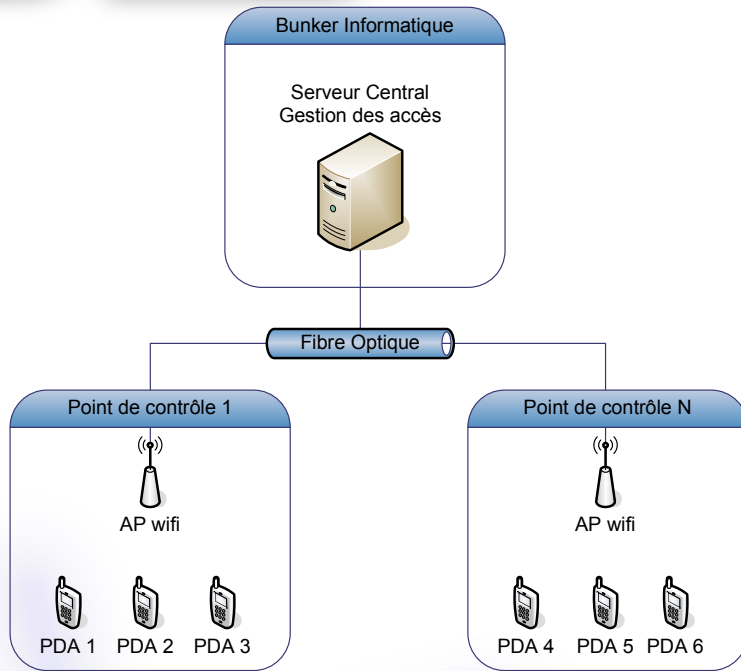 Bunker Informatique
Serveur Central
Gestion des accès
Fibre Optique
Point de contrôle 1
AP wifi
PDA 1 PDA 2 PDA 3
Point de contrôle N
AP wifi
PDA 4 PDA 5 PDA 6